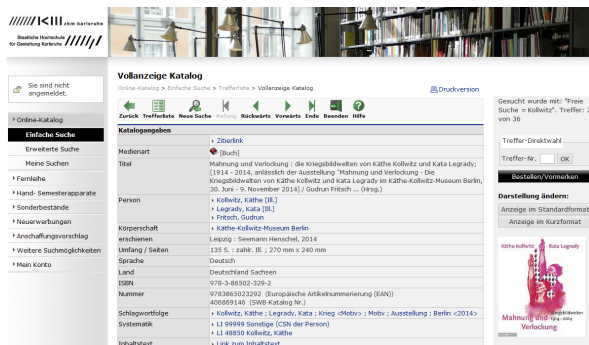 zkm karlsruhe
Staatliche Hochschule
für Gestaltung Karlsruhe
Sie sind nicht
angemeldet.
Online-Katalog
Einfache Suche
Erweiterte Suche
Meine Suchen
Fernleihe
Hand- Semesterapparate
Sonderbestände
Neuerwerbungen
Anschaffungsvorschlag
Weitere Suchmöglichkeiten
Mein Konto
Vollanzeige Katalog
Online-Katalog > Einfache Suche > Trefferliste > Vollanzeige Katalog
Druckversion
Zurück Trefferliste Neue Suche Anfang Rückwärts Vorwärts Ende Beenden Hilfe
Katalogangaben
Zitierlink
Medienart [Buch]
Titel Mahnung und Verlockung : die Kriegsbildwelten von Käthe Kollwitz und Kata Legrady;
[1914 - 2014, anlässlich der Ausstellung "Mahnung und Verlockung - Die
Kriegsbildwelten von Käthe Kollwitz und Kata Legrady im Käthe-Kollwitz-Museum Berlin,
30. Juni - 9. November 2014] / Gudrun Fritsch ... (Hrsg.)
Person Kollwitz, Käthe [Ill.]
Legrady, Kata [Ill.]
Fritsch, Gudrun
Körperschaft Käthe-Kollwitz-Museum Berlin
erschienen Leipzig : Seemann Henschel, 2014
Umfang / Seiten 135 S. : zahlr. Ill. ; 270 mm x 240 mm
Sprache Deutsch
Land Deutschland Sachsen
ISBN 978-3-86502-329-2
Nummer 9783865023292 (Europäische Artikelnummerierung (EAN))
406869146 (SWB-Katalog Nr.)
Schlagwortfolge Kollwitz, Käthe ; Legrady, Kata ; Krieg <Motiv> ; Motiv ; Ausstellung ; Berlin <2014>
Systematik LI 99999 Sonstige (CSN der Person)
LI 48850 Kollwitz, Käthe
Inhaltstext Link zum Inhaltstext
Gesucht wurde mit: "Freie
Suche = Kollwitz". Treffer: 2
von 36
Treffer-Direktwahl
Treffer-Nr. OK
Bestellen/Vormerken
Darstellung ändern:
Anzeige im Standardformat
Anzeige im Kurzformat
Käthe Kollwitz Kata Legrady
Mahnung und
Verlockung
Kriegsbildwelten
1914 - 2014